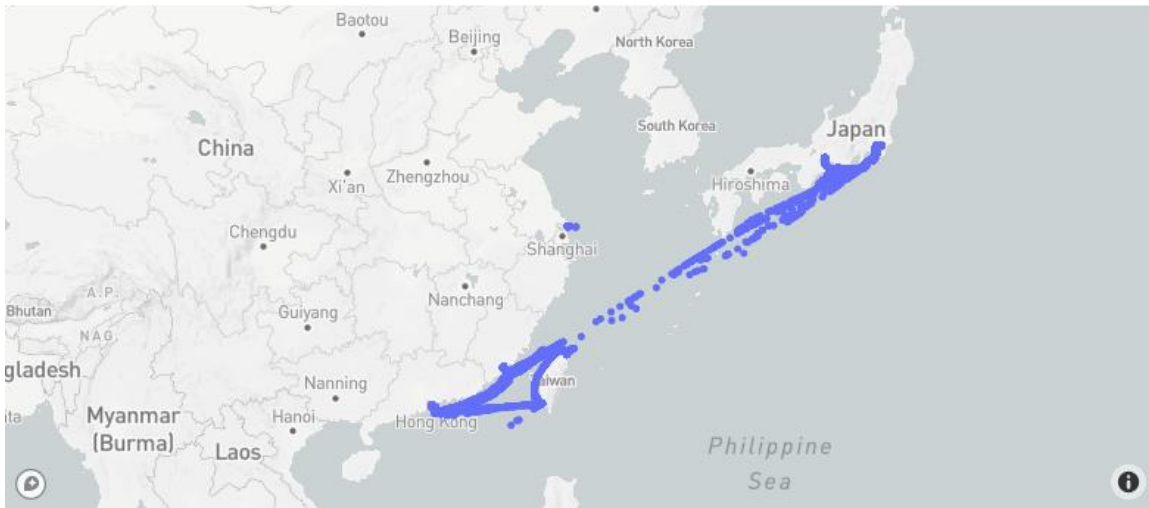 Baotou
Beijing
North Korea
Japan
South Korea
China
Zhengzhou
Xi'an
Hiroshima
Chengdu
Shanghai
A.P.
Nanchang
Bhutan
Guiyang
NAG.
gladesh
Taiwan
Nanning
Myanmar
(Burma)
Hanoi
Hong Kong
Laos
Philippine
Sea